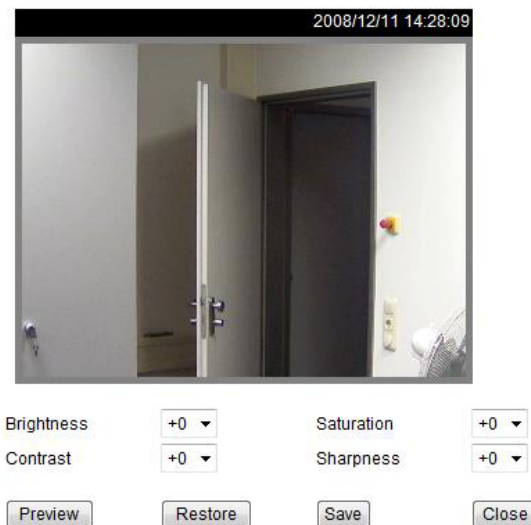 2008/12/11 14:28:09
Brightness +0 Saturation +0
Contrast +0 Sharpness +0
Preview Restore Save Close